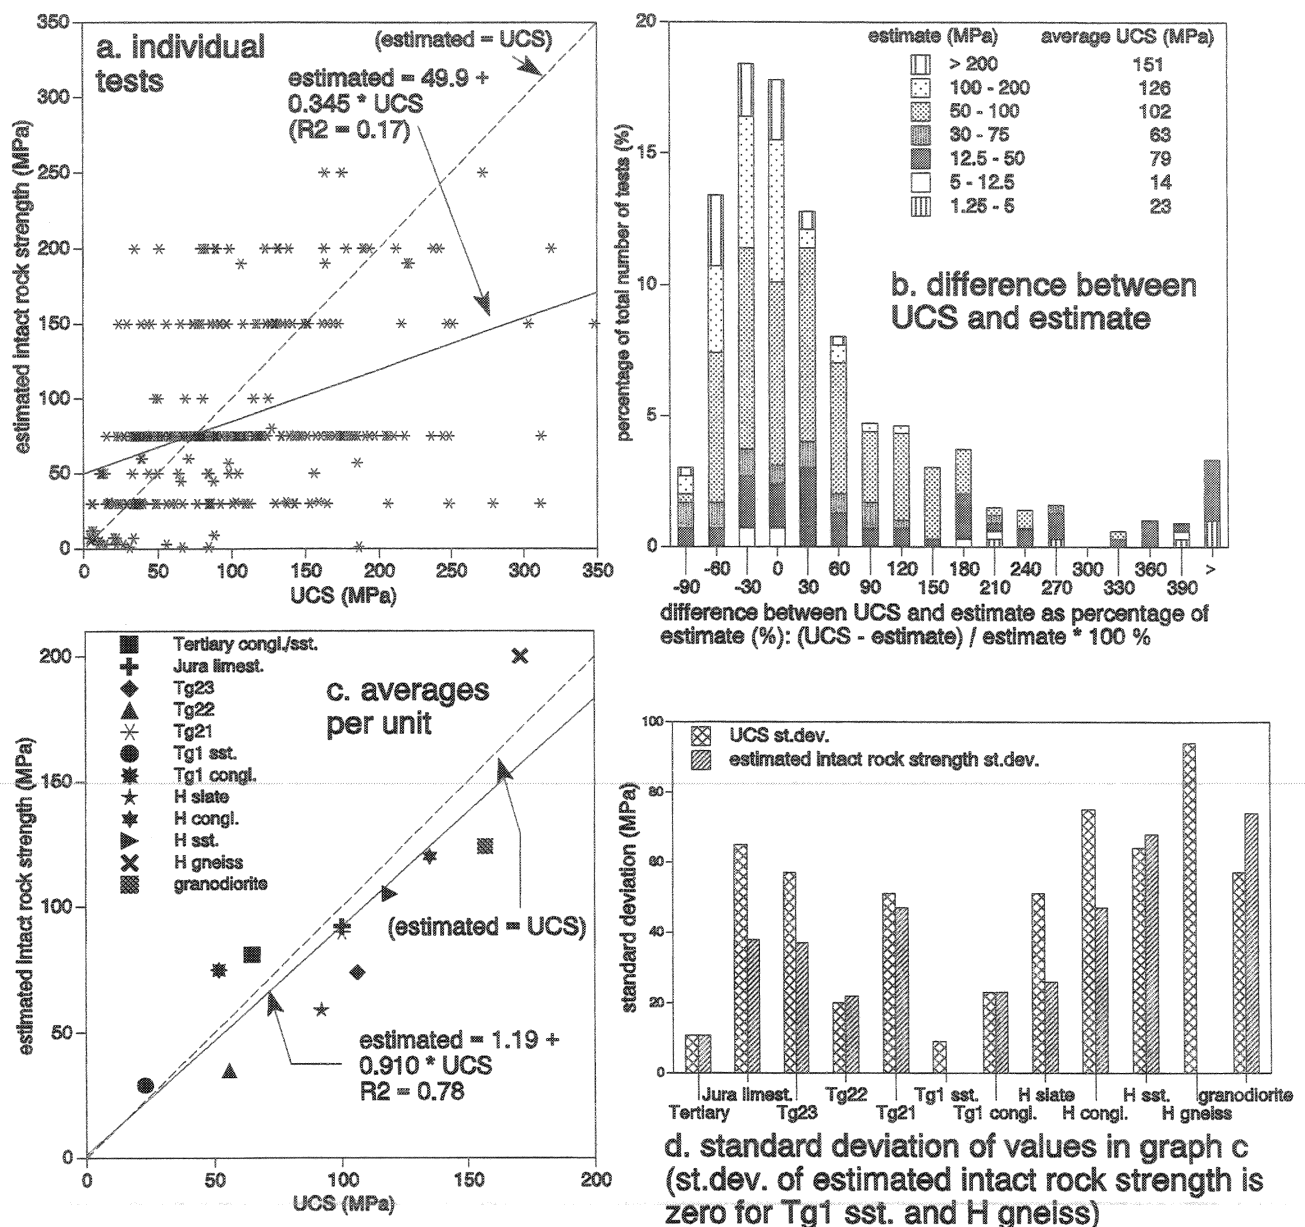 a. individual
tests
(estimated = UCS)
estimated = 49.9 +
0.345 * UCS
(R2 = 0.17)
estimated intact rock strength (MPa)
350
300
250
200
150
100
50
0
0 50 100 150 200 250 300 350
UCS (MPa)
20
15
10
5
0
percentage of total number of tests (%)
estimate (MPa) average UCS (MPa)
> 200 151
100 - 200 126
50 - 100 102
30 - 75 63
12.5 - 50 79
5 - 12.5 14
1.25 - 5 23
b. difference between
UCS and estimate
-60 0 60 120 180 240 300 360 >
-90 -30 30 90 150 210 270 330 390
difference between UCS and estimate as percentage of
estimate (%): (UCS - estimate) / estimate * 100 %
Tertiary congl./sst.
Jura limest.
Tg23
Tg22
Tg21
Tg1 sst.
Tg1 congl.
H slate
H congl.
H sst.
H gneiss
granodiorite
c. averages
per unit
(estimated = UCS)
estimated = 1.19 +
0.910 * UCS
R2 = 0.78
estimated intact rock strength (MPa)
200
150
100
50
0
0 50 100 150 200
UCS (MPa)
UCS st.dev.
estimated intact rock strength st.dev.
standard deviation (MPa)
100
80
60
40
20
0
Jura limest. Tg22 Tg1 sst. H slate H sst. granodiorite
Tertiary Tg23 Tg21 Tg1 congl. H congl. H gneiss
d. standard deviation of values in graph c
(st.dev. of estimated intact rock strength is
zero for Tg1 sst. and H gneiss)